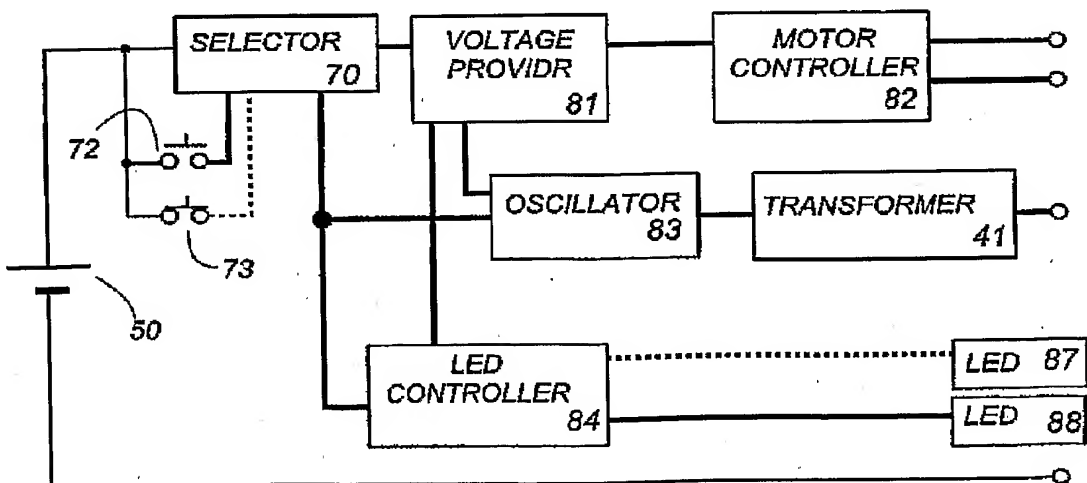 SELECTOR
70
VOLTAGE
PROVIDR
81
MOTOR
CONTROLLER
82
72
OSCILLATOR
83
TRANSFORMER
41
73
50
LED
CONTROLLER
84
LED 87
LED 88